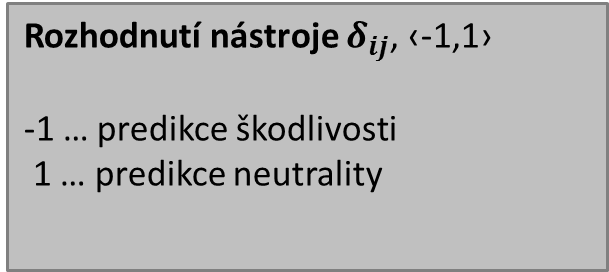 Rozhodnutí nástroje δij, ‹-1,1›
-1 … predikce škodlivosti
1 … predikce neutrality